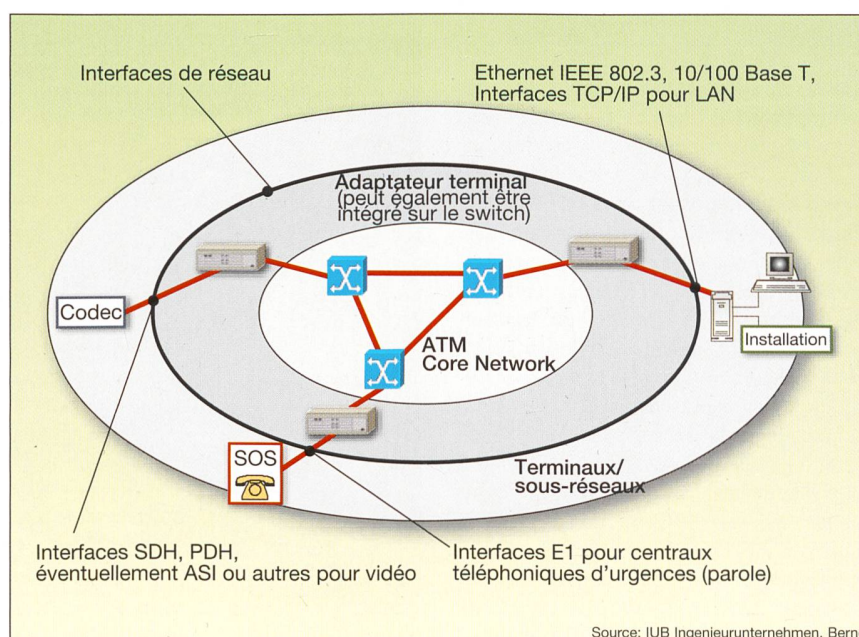 Interfaces de réseau
Ethernet IEEE 802.3, 10/100 Base T,
Interfaces TCP/IP pour LAN
Adaptateur terminal
(peut également être
intégré sur le switch)
Codec
Installation
ATM
Core Network
SOS
Terminaux/
sous-réseaux
Interfaces SDH, PDH,
éventuellement ASI ou autres pour vidéo
Interfaces E1 pour centraux
téléphoniques d'urgences (parole)
Source: IUB Ingenieurunternehmen, Bern